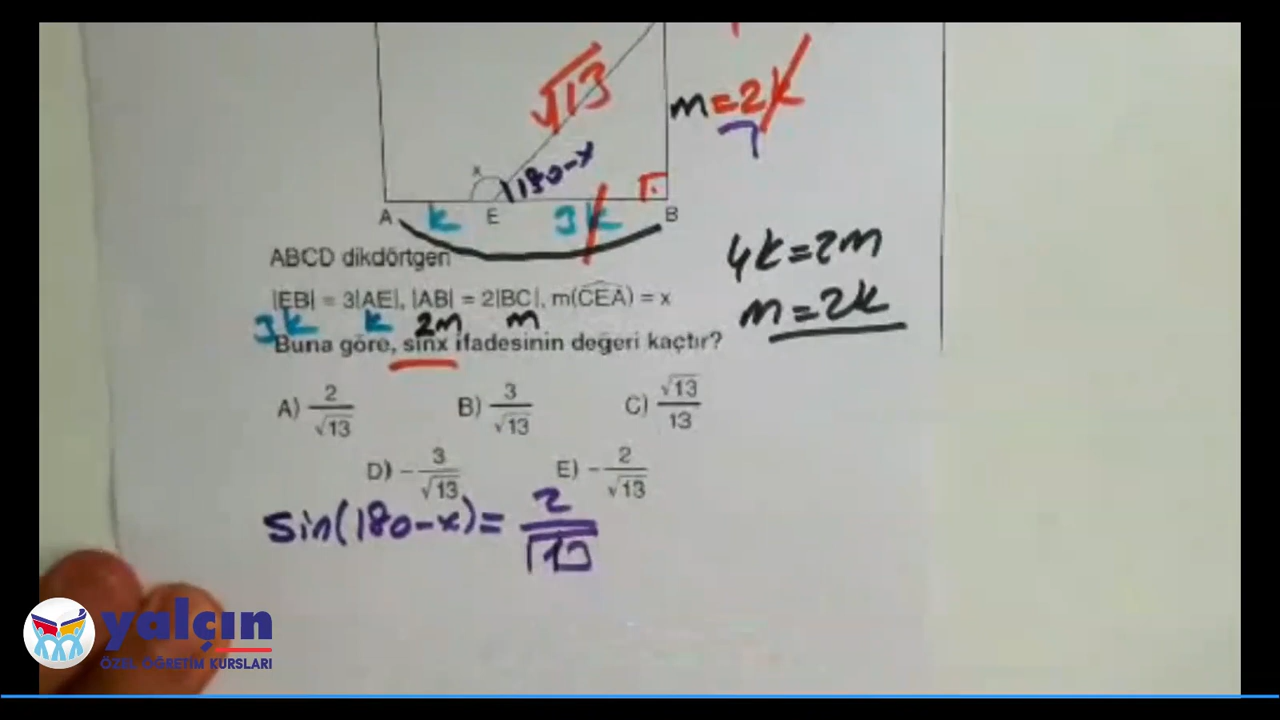 √13
m=2k
x
180-x
A k E 3k B
4k=2m
ABCD dikdörtgen
|EB| = 3|AE|, |AB| = 2|BC|, m(CEA) = x
m=2k
3k k 2m m
Buna göre, sinx ifadesinin değeri kaçtır?
A) 2/√13 B) 3/√13 C) √13/13
D) -3/√13 E) -2/√13
sin(180-x)= 2/√13
yalçın
ÖZEL ÖĞRETİM KURSLARI